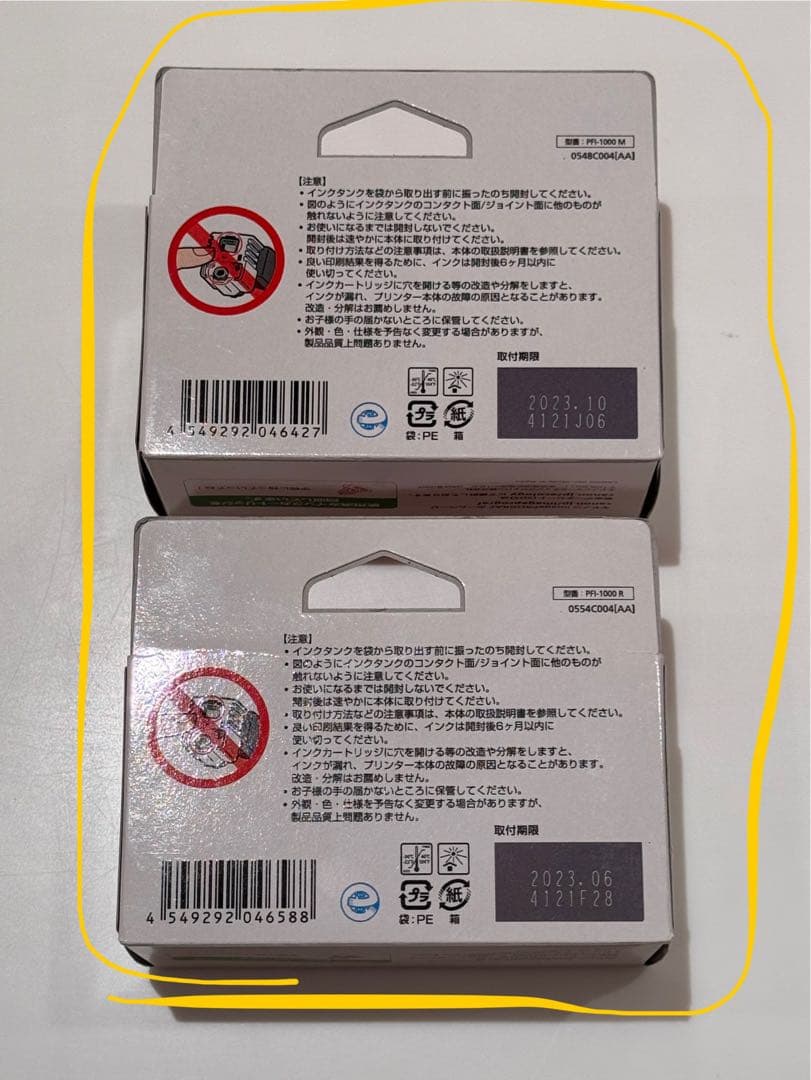 型番：PFI-1000 M
0548C004[AA]
【注意】
・インクタンクを袋から取り出す前に振ったのち開封してください。
・図のようにインクタンクのコンタクト面/ジョイント面に他のものが
触れないように注意してください。
・お使いになるまでは開封しないでください。
開封後は速やかに本体に取り付けてください。
・取り付け方法などの注意事項は、本体の取扱説明書を参照してください。
・良い印刷結果を得るために、インクは開封後6ヶ月以内に
使い切ってください。
・インクカートリッジに穴を開ける等の改造や分解をしますと、
インクが漏れ、プリンター本体の故障の原因となることがあります。
改造・分解はお薦めしません。
・お子様の手の届かないところに保管してください。
・外観・色・仕様を予告なく変更する場合がありますが、
製品品質上問題ありません。
取付期限
2023.10
4121J06
4 549292 046427
プラ 紙
袋：PE 箱
型番：PFI-1000 R
0554C004[AA]
【注意】
・インクタンクを袋から取り出す前に振ったのち開封してください。
・図のようにインクタンクのコンタクト面/ジョイント面に他のものが
触れないように注意してください。
・お使いになるまでは開封しないでください。
開封後は速やかに本体に取り付けてください。
・取り付け方法などの注意事項は、本体の取扱説明書を参照してください。
・良い印刷結果を得るために、インクは開封後6ヶ月以内に
使い切ってください。
・インクカートリッジに穴を開ける等の改造や分解をしますと、
インクが漏れ、プリンター本体の故障の原因となることがあります。
改造・分解はお薦めしません。
・お子様の手の届かないところに保管してください。
・外観・色・仕様を予告なく変更する場合がありますが、
製品品質上問題ありません。
取付期限
2023.06
4121F28
4 549292 046588
プラ 紙
袋：PE 箱